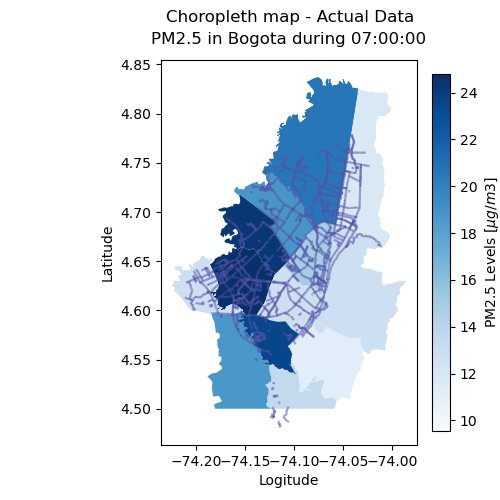 Choropleth map - Actual Data
PM2.5 in Bogota during 07:00:00
4.85
4.80
4.75
4.70
4.65
4.60
4.55
4.50
Latitude
−74.20 −74.15 −74.10 −74.05 −74.00
Logitude
24
22
20
18
16
14
12
10
PM2.5 Levels [μg/m3]